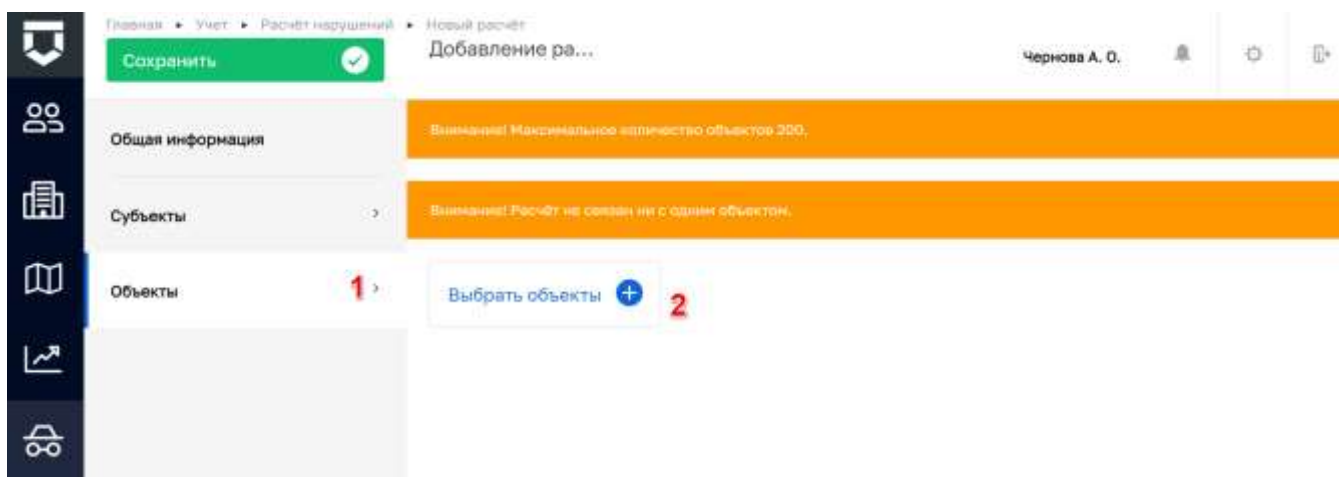 Главная ▸ Учет ▸ Расчёт нарушений ▸ Новый расчёт
Сохранить
Добавление ра...
Чернова А. О.
Общая информация
Внимание! Максимальное количество объектов 200.
Субъекты
Внимание! Расчёт не связан ни с одним объектом.
Объекты 1
Выбрать объекты 2